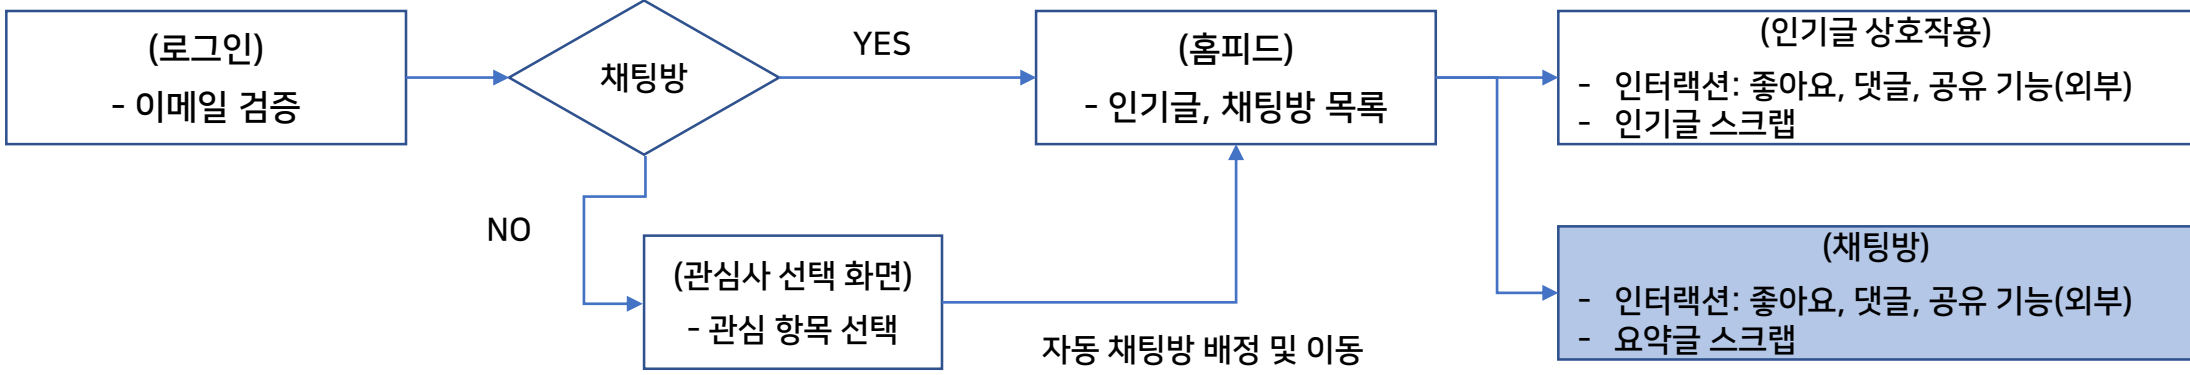 (로그인)
- 이메일 검증
채팅방
YES
NO
(관심사 선택 화면)
- 관심 항목 선택
자동 채팅방 배정 및 이동
(홈피드)
- 인기글, 채팅방 목록
(인기글 상호작용)
- 인터랙션: 좋아요, 댓글, 공유 기능(외부)
- 인기글 스크랩
(채팅방)
- 인터랙션: 좋아요, 댓글, 공유 기능(외부)
- 요약글 스크랩